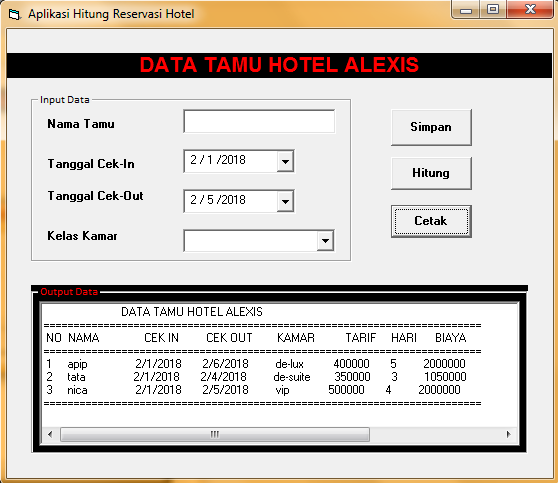 Aplikasi Hitung Reservasi Hotel
DATA TAMU HOTEL ALEXIS
Input Data
Nama Tamu
Simpan
Tanggal Cek-In 2 / 1 /2018
Hitung
Tanggal Cek-Out 2 / 5 /2018
Cetak
Kelas Kamar
Output Data
DATA TAMU HOTEL ALEXIS
NO NAMA CEK IN CEK OUT KAMAR TARIF HARI BIAYA
1 apip 2/1/2018 2/6/2018 de-lux 400000 5 2000000
2 tata 2/1/2018 2/4/2018 de-suite 350000 3 1050000
3 nica 2/1/2018 2/5/2018 vip 500000 4 2000000